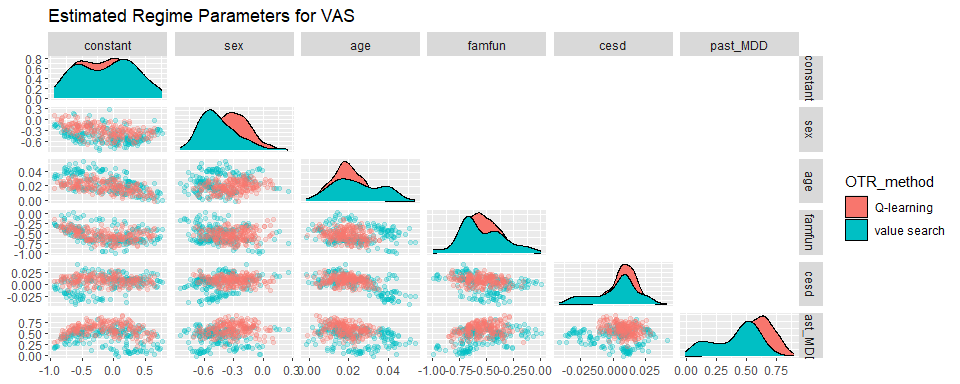 Estimated Regime Parameters for VAS
constant sex age famfun cesd past_MDD
0.8
0.6
0.4
0.2
0.0
constant
0.3
0.0
-0.3
-0.6
sex
0.04
0.02
0.00
age
0.00
-0.25
-0.50
-0.75
-1.00
famfun
0.025
0.000
-0.025
cesd
0.75
0.50
0.25
0.00
ast_MD
-1.0 -0.5 0.0 0.5 -0.6 -0.3 0.0 0.3 0.00 0.02 0.04 -1.00 -0.75 -0.50 -0.25 0.00 -0.025 0.000 0.025 0.00 0.25 0.50 0.75
OTR_method
Q-learning
value search